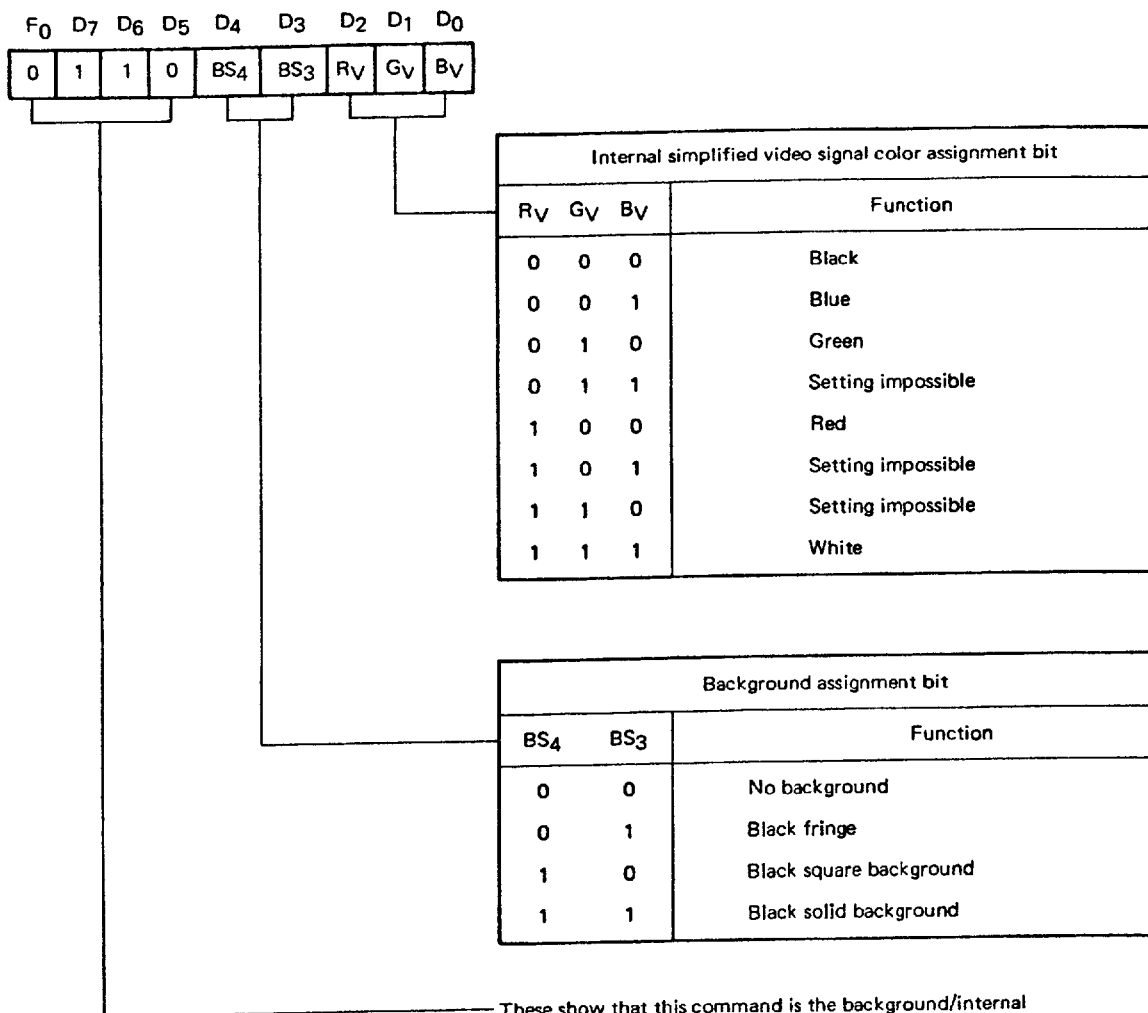 F0 D7 D6 D5 D4 D3 D2 D1 D0
0 1 1 0 BS4 BS3 RV GV BV
Internal simplified video signal color assignment bit
RV GV BV Function
0 0 0 Black
0 0 1 Blue
0 1 0 Green
0 1 1 Setting impossible
1 0 0 Red
1 0 1 Setting impossible
1 1 0 Setting impossible
1 1 1 White
Background assignment bit
BS4 BS3 Function
0 0 No background
0 1 Black fringe
1 0 Black square background
1 1 Black solid background
These show that this command is the background/internal